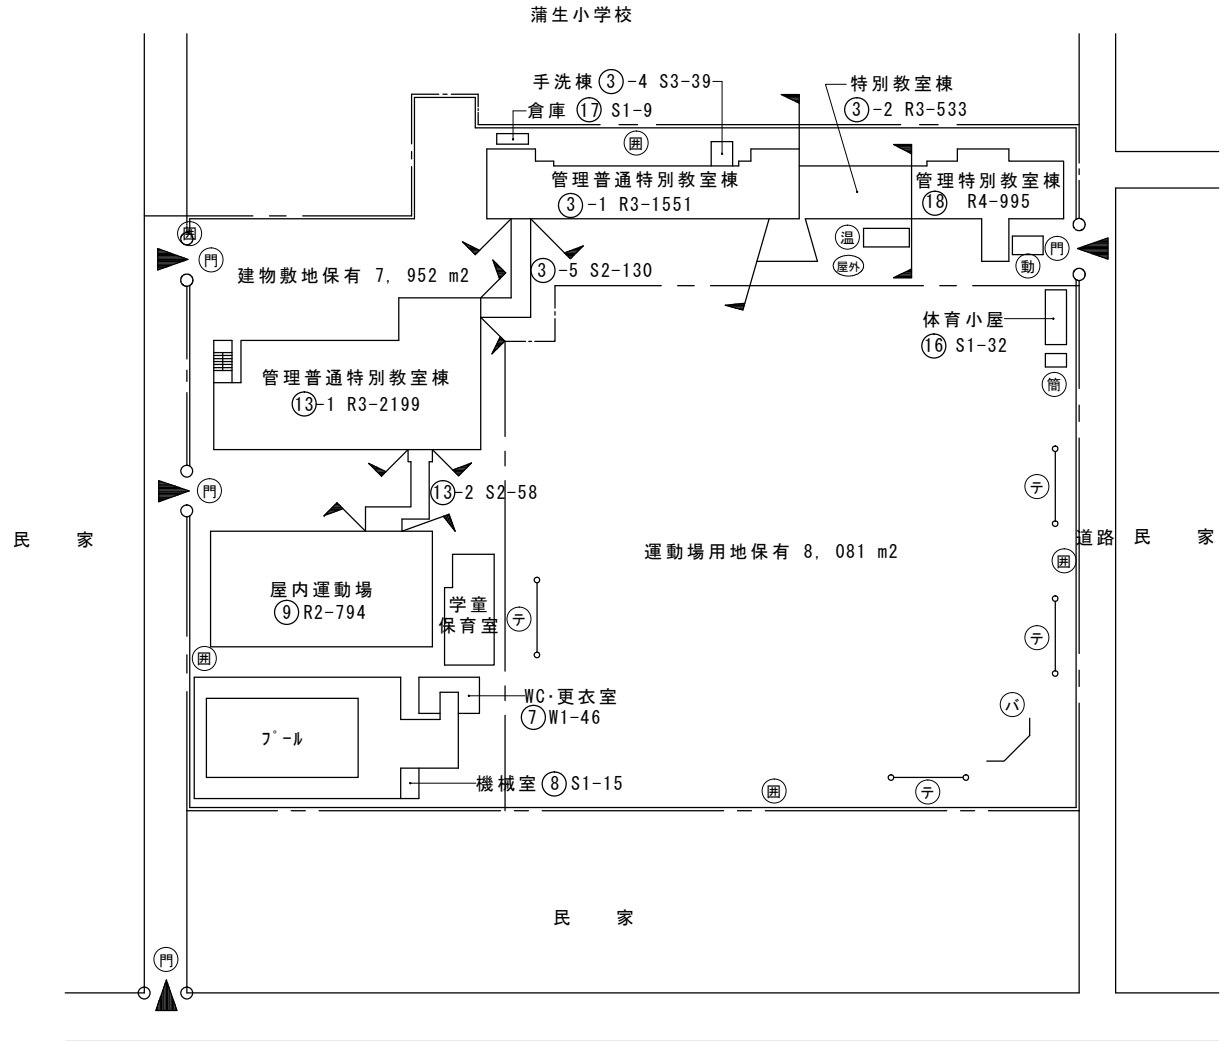 蒲生小学校
手洗棟 ③-4 S3-39
特別教室棟
倉庫 ⑰ S1-9
③-2 R3-533
囲
管理普通特別教室棟
③-1 R3-1551
管理特別教室棟
⑱ R4-995
囲
門
温
屋外
動
門
建物敷地保有 7, 952 m2
③-5 S2-130
体育小屋
⑯ S1-32
簡
管理普通特別教室棟
⑬-1 R3-2199
門
⑬-2 S2-58
テ
民 家
運動場用地保有 8, 081 m2
道路
民 家
囲
屋内運動場
⑨R2-794
学童
保育室
テ
テ
囲
WC・更衣室
⑦W1-46
バ
プール
機械室⑧S1-15
囲
テ
民 家
門